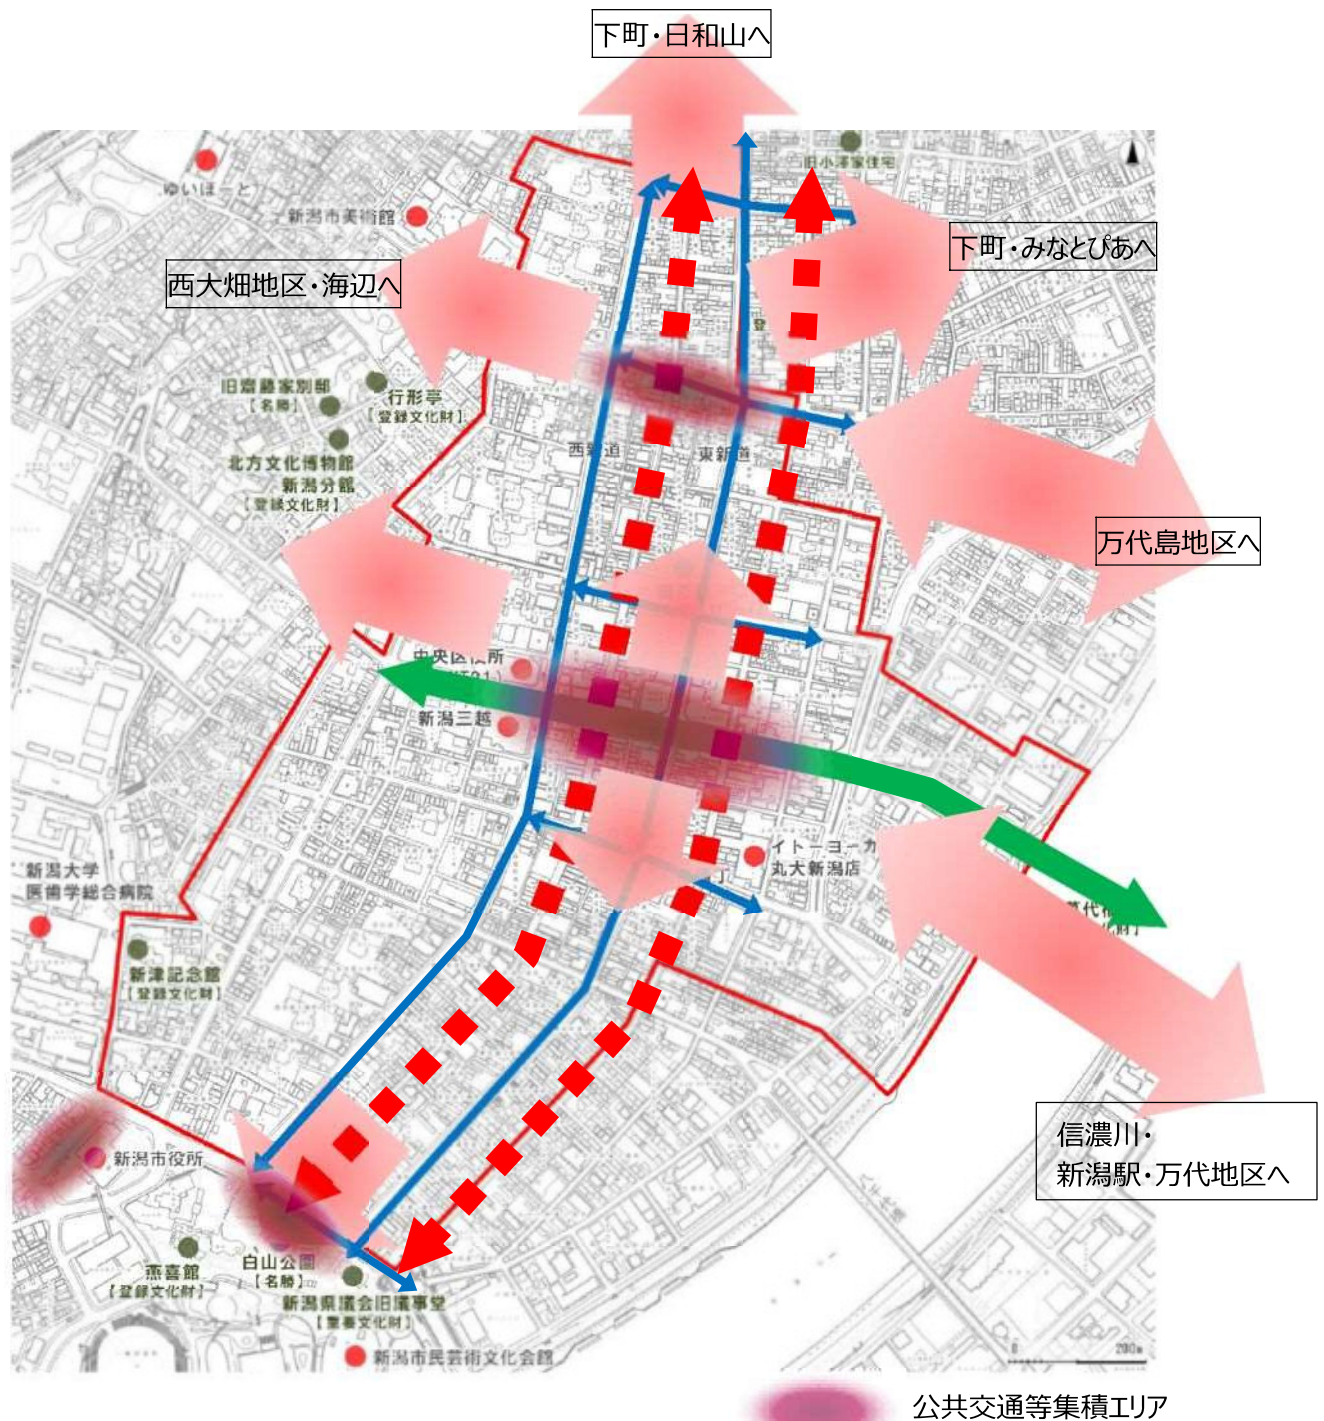 下町・日和山へ
旧小澤家住宅
ゆいぽーと
新潟市美術館
下町・みなとぴあへ
西大畑地区・海辺へ
登
旧齋藤家別邸
【名勝】
行形亭
【登録文化財】
西新道
東新道
北方文化博物館
新潟分館
【登録文化財】
万代島地区へ
中央区役所
新潟三越
イトーヨーカ
丸大新潟店
新潟大学
医歯学総合病院
新津記念館
【登録文化財】
信濃川・
新潟駅・万代地区へ
新潟市役所
燕喜館
【登録文化財】
白山公園
【名勝】
新潟県議会旧議事堂
【重要文化財】
新潟市民芸術文化会館
0 200m
公共交通等集積エリア